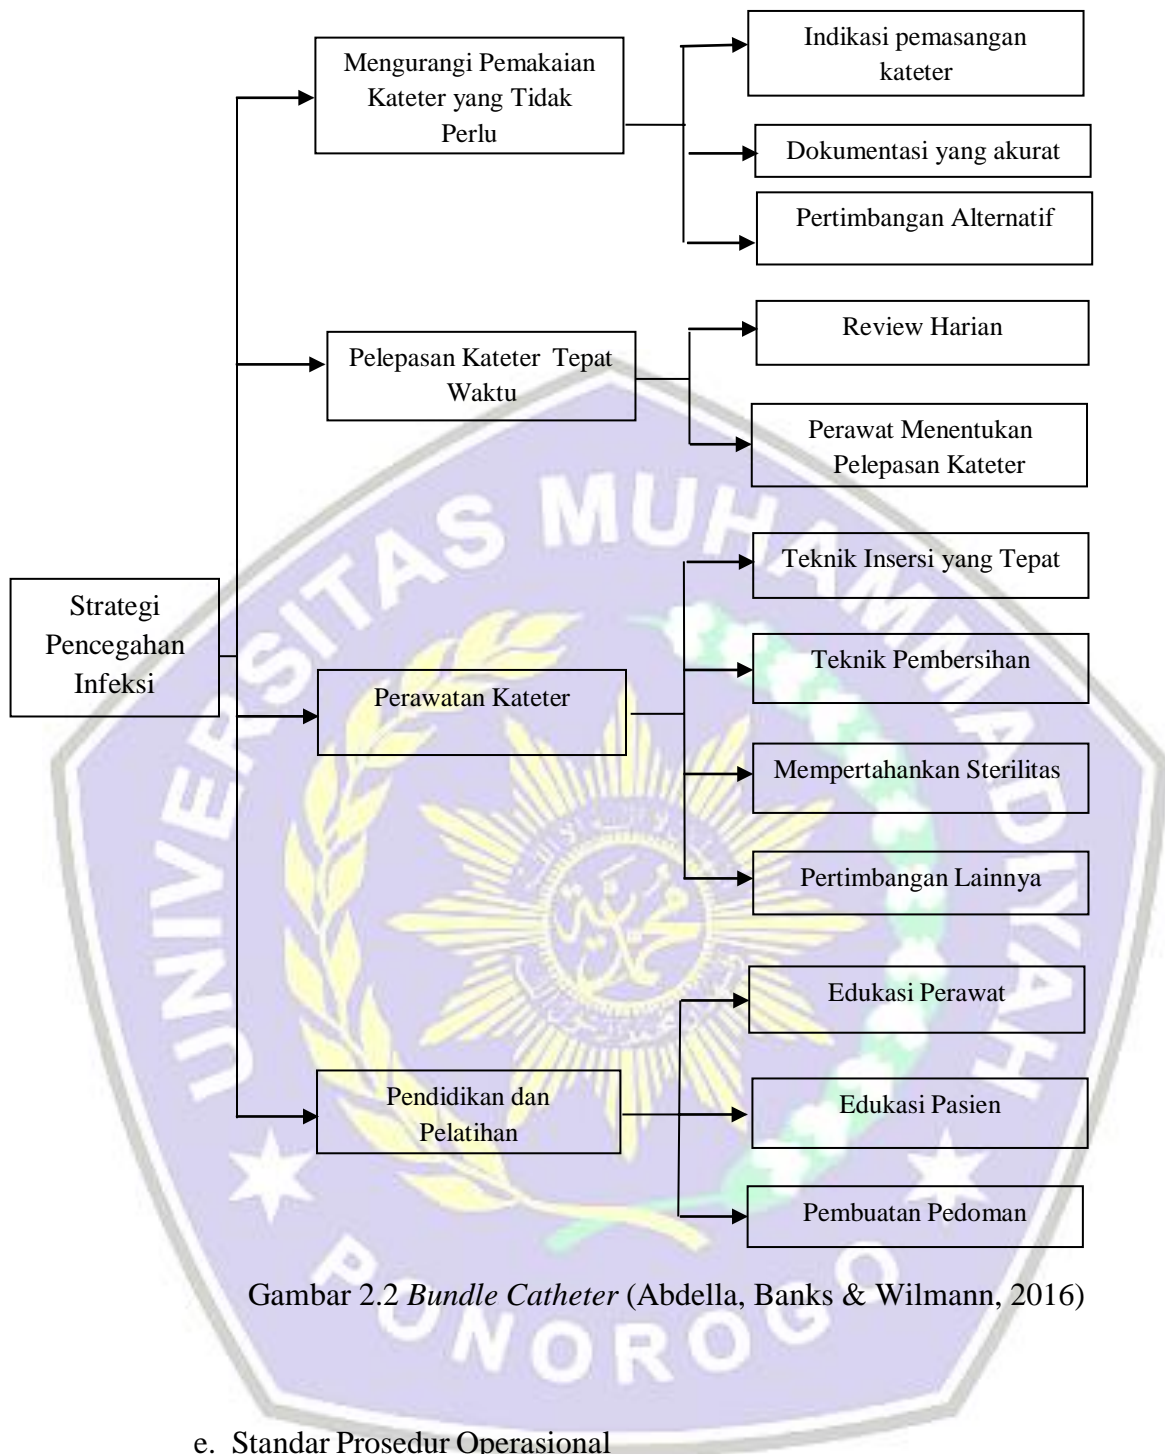 Indikasi pemasangan
kateter
Mengurangi Pemakaian
Kateter yang Tidak
Perlu
Dokumentasi yang akurat
Pertimbangan Alternatif
Review Harian
Pelepasan Kateter Tepat
Waktu
Perawat Menentukan
Pelepasan Kateter
Teknik Insersi yang Tepat
Strategi
Pencegahan
Infeksi
Teknik Pembersihan
Perawatan Kateter
Mempertahankan Sterilitas
Pertimbangan Lainnya
Edukasi Perawat
Pendidikan dan
Pelatihan
Edukasi Pasien
Pembuatan Pedoman
UNIVERSITAS MUHAMMADIYAH
PONOROGO
Gambar 2.2 Bundle Catheter (Abdella, Banks & Wilmann, 2016)
e. Standar Prosedur Operasional